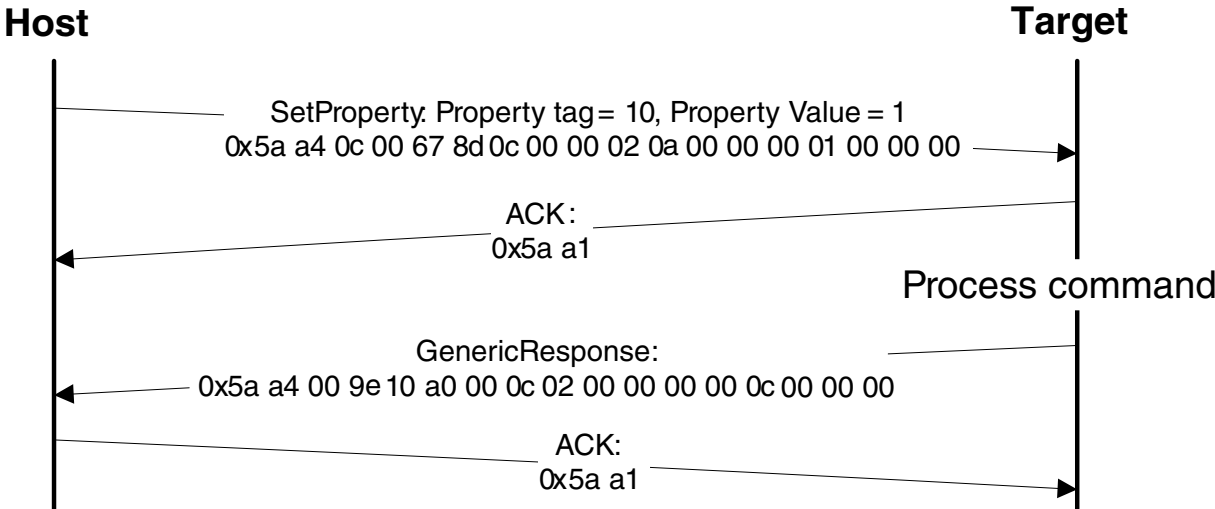 Host
Target
SetProperty: Property tag = 10, Property Value = 1
0x5a a4 0c 00 67 8d 0c 00 00 02 0a 00 00 00 01 00 00 00
ACK:
0x5a a1
Process command
GenericResponse:
0x5a a4 00 9e 10 a0 00 0c 02 00 00 00 00 0c 00 00 00
ACK:
0x5a a1